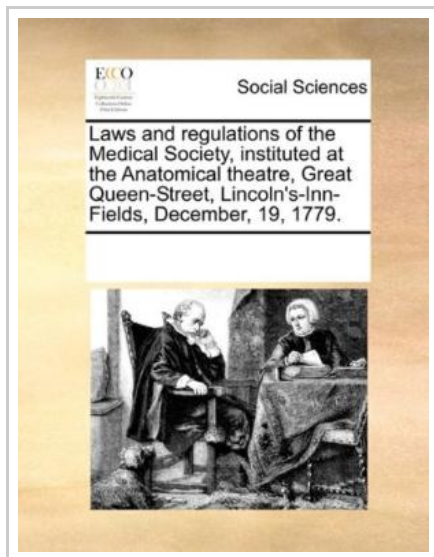 ECCO
Social Sciences
Laws and regulations of the
Medical Society, instituted at
the Anatomical theatre, Great
Queen-Street, Lincoln's-Inn-
Fields, December, 19, 1779.